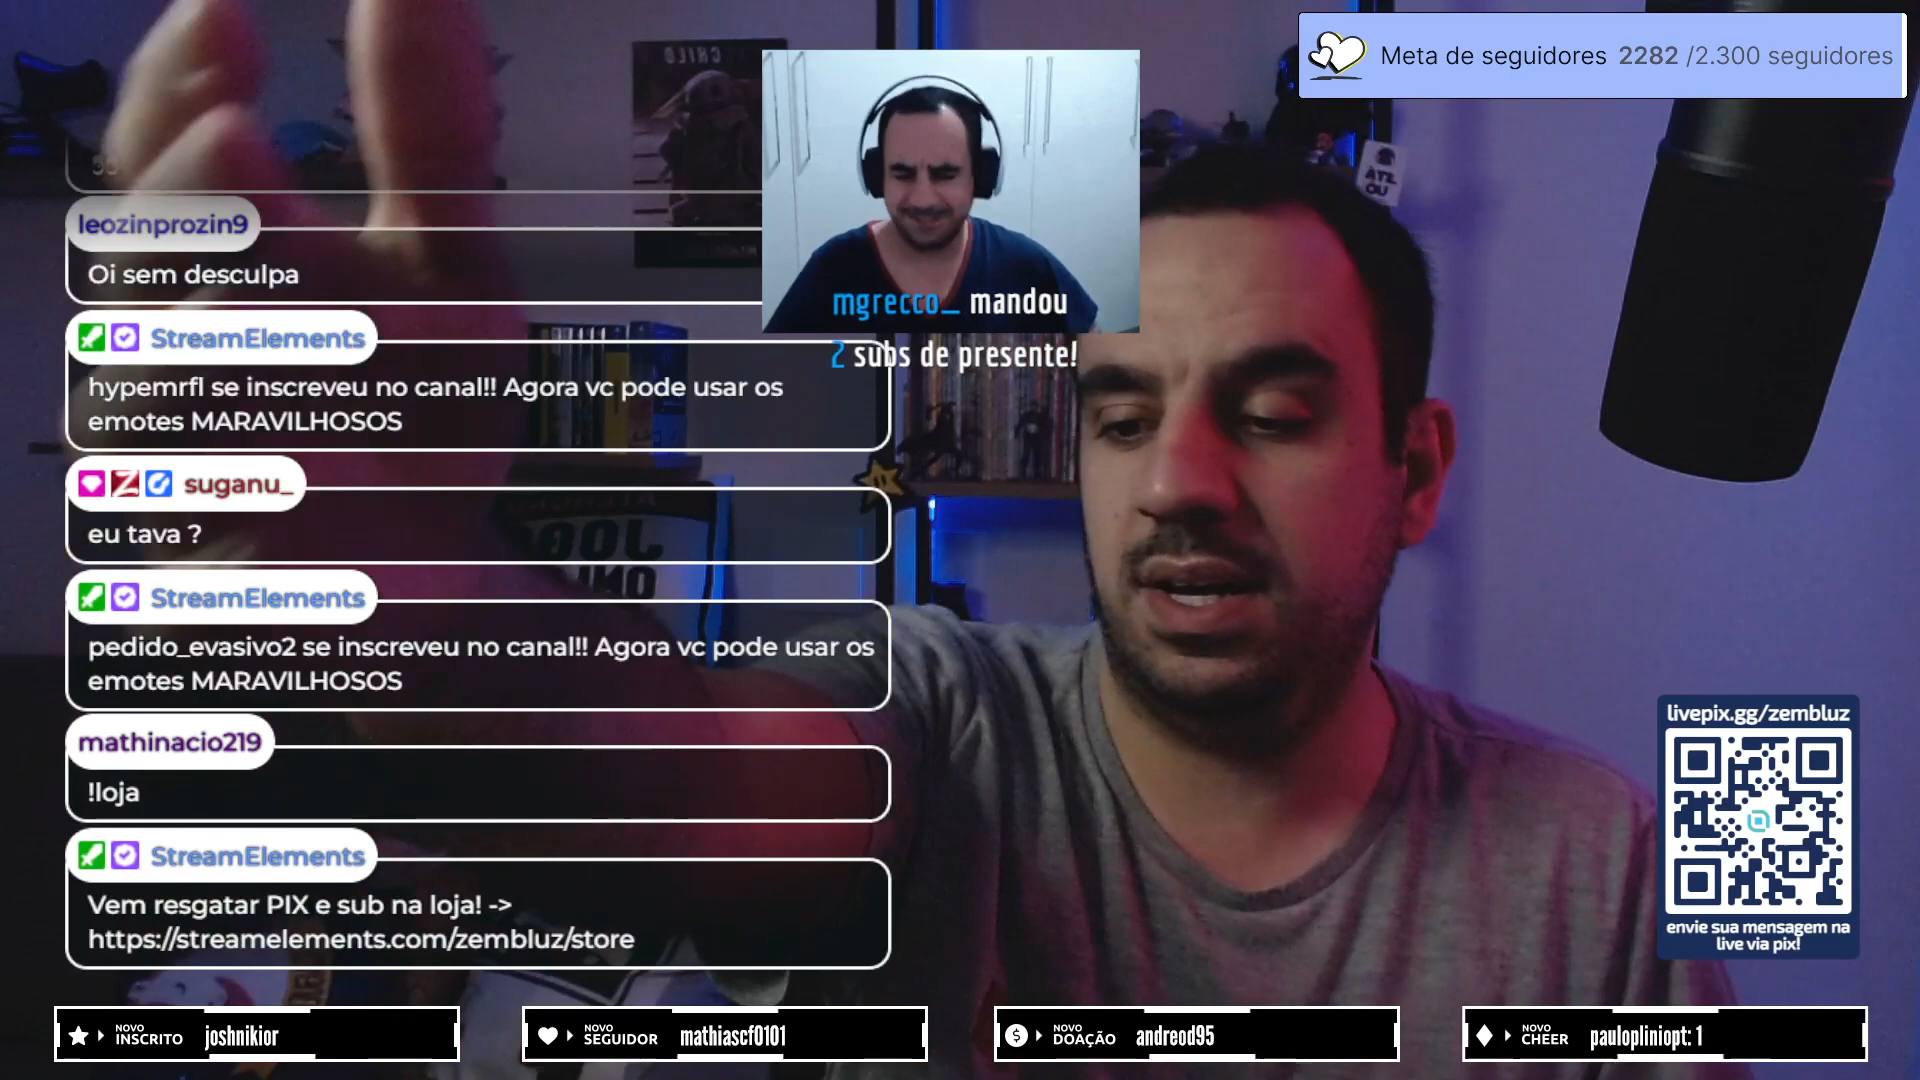 Meta de seguidores 2282 /2.300 seguidores
ATE
OU
leozinprozin9
Oi sem desculpa
StreamElements
hypemrfl se inscreveu no canal!! Agora vc pode usar os
emotes MARAVILHOSOS
suganu_
eu tava ?
StreamElements
pedido_evasivo2 se inscreveu no canal!! Agora vc pode usar os
emotes MARAVILHOSOS
mathinacio219
!loja
StreamElements
Vem resgatar PIX e sub na loja! ->
https://streamelements.com/zembluz/store
mgrecco_ mandou
2 subs de presente!
livepix.gg/zembluz
envie sua mensagem na
live via pix!
NOVO
INSCRITO joshnikior
NOVO
SEGUIDOR mathiascf0101
NOVO
DOAÇÃO andreod95
NOVO
CHEER paulopliniopt: 1